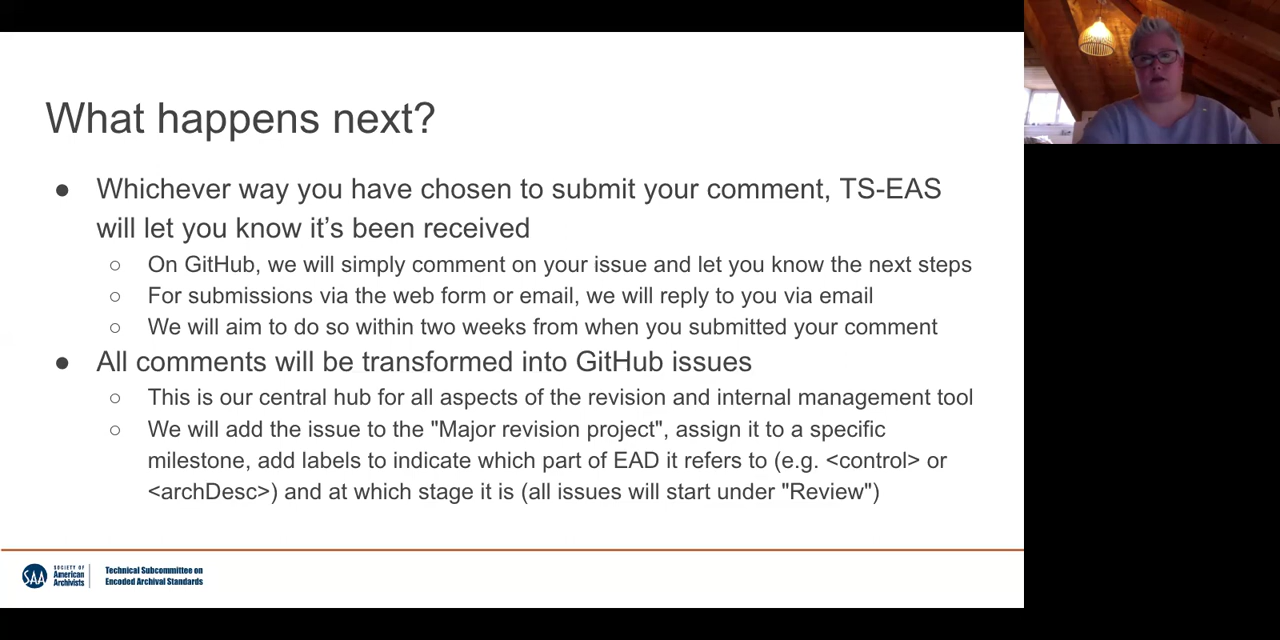 What happens next?
● Whichever way you have chosen to submit your comment, TS-EAS
will let you know it’s been received
○ On GitHub, we will simply comment on your issue and let you know the next steps
○ For submissions via the web form or email, we will reply to you via email
○ We will aim to do so within two weeks from when you submitted your comment
● All comments will be transformed into GitHub issues
○ This is our central hub for all aspects of the revision and internal management tool
○ We will add the issue to the "Major revision project", assign it to a specific
milestone, add labels to indicate which part of EAD it refers to (e.g. <control> or
<archDesc>) and at which stage it is (all issues will start under "Review")
SAA
SOCIETY OF
American
Archivists
Technical Subcommittee on
Encoded Archival Standards